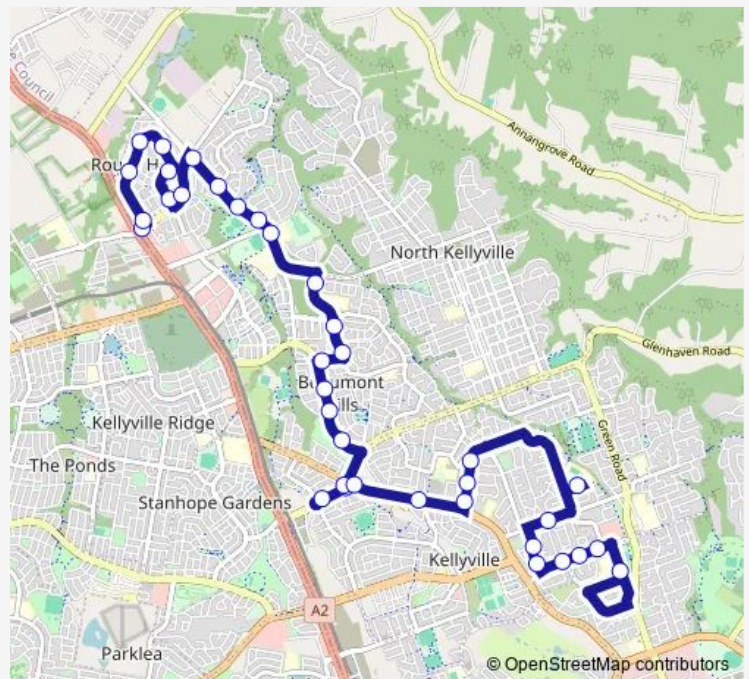 Council
Annangrove Road
North Kellyville
Glenhaven Road
Green Road
Kellyville Ridge
The Ponds
Stanhope Gardens
Kellyville
A2
Parklea
© OpenStreetMap contributors